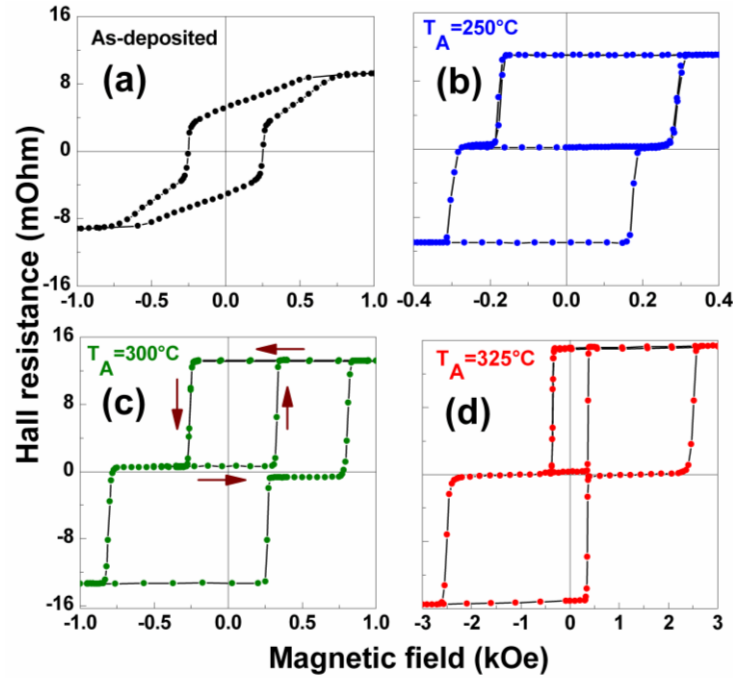 Hall resistance (mOhm)
16
8
0
-8
-16
As-deposited
(a)
-1.0 -0.5 0.0 0.5 1.0
T_A=250°C
(b)
-0.4 -0.2 0.0 0.2 0.4
16
8
0
-8
-16
T_A=300°C
(c)
-1.0 -0.5 0.0 0.5 1.0
T_A=325°C
(d)
-3 -2 -1 0 1 2 3
Magnetic field (kOe)